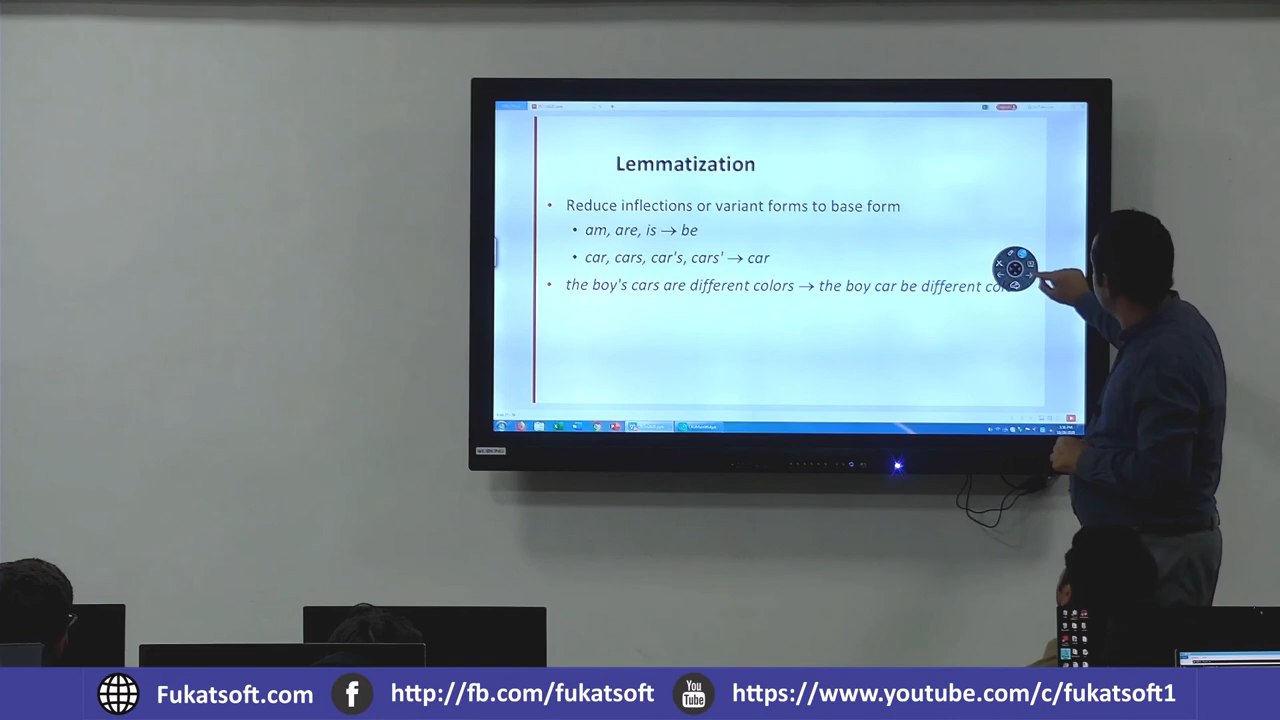 Lemmatization
• Reduce inflections or variant forms to base form
• am, are, is → be
• car, cars, car's, cars' → car
• the boy's cars are different colors → the boy car be different
Fukatsoft.com
http://fb.com/fukatsoft
You Tube
https://www.youtube.com/c/fukatsoft1